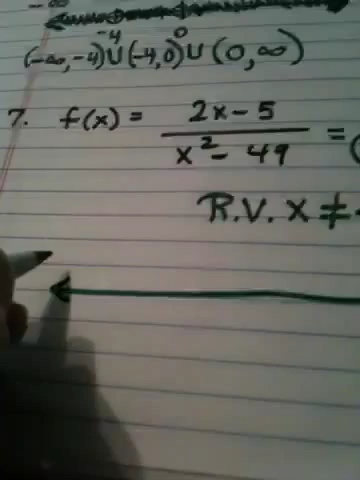 -∞
-4 0
(-∞, -4) ∪ (-4, 0) ∪ (0, ∞)
7. f(x) = 2x - 5 / x² - 49 = (
R.V. X ≠